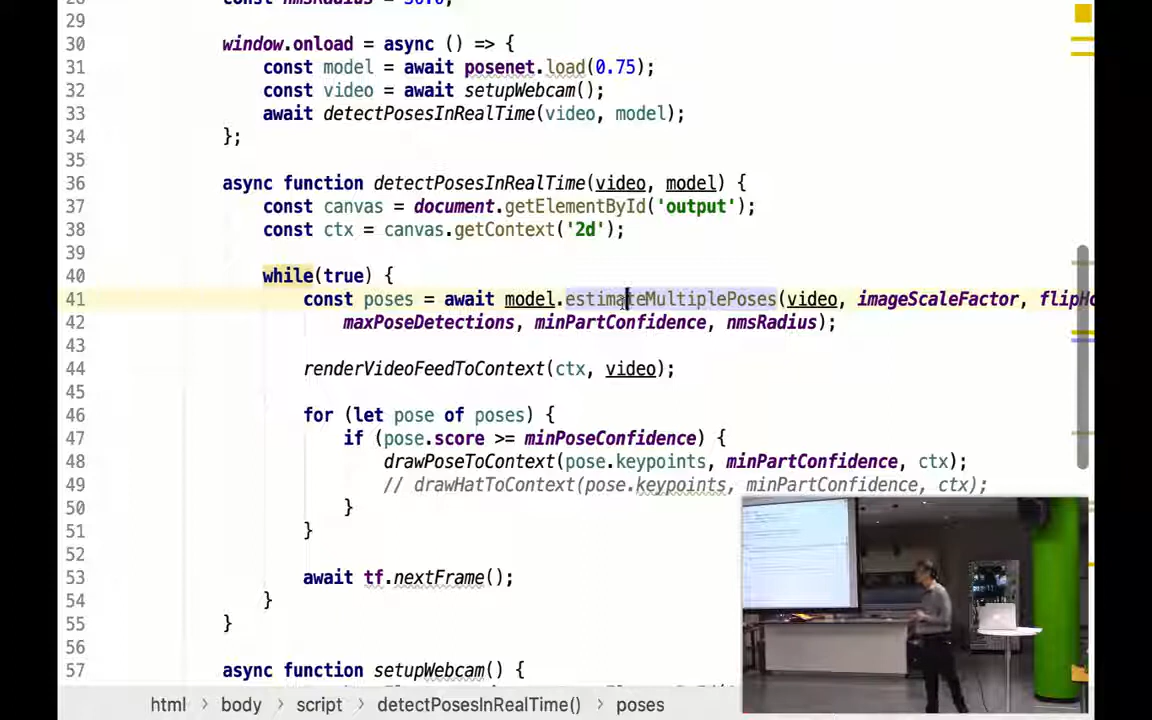 28 const nmsRadius = 30.0;
29
30 window.onload = async () => {
31 const model = await posenet.load(0.75);
32 const video = await setupWebcam();
33 await detectPosesInRealTime(video, model);
34 };
35
36 async function detectPosesInRealTime(video, model) {
37 const canvas = document.getElementById('output');
38 const ctx = canvas.getContext('2d');
39
40 while(true) {
41 const poses = await model.estimateMultiplePoses(video, imageScaleFactor, flipHo
42 maxPoseDetections, minPartConfidence, nmsRadius);
43
44 renderVideoFeedToContext(ctx, video);
45
46 for (let pose of poses) {
47 if (pose.score >= minPoseConfidence) {
48 drawPoseToContext(pose.keypoints, minPartConfidence, ctx);
49 // drawHatToContext(pose.keypoints, minPartConfidence, ctx);
50 }
51 }
52
53 await tf.nextFrame();
54 }
55 }
56
57 async function setupWebcam() {
html > body > script > detectPosesInRealTime() > poses